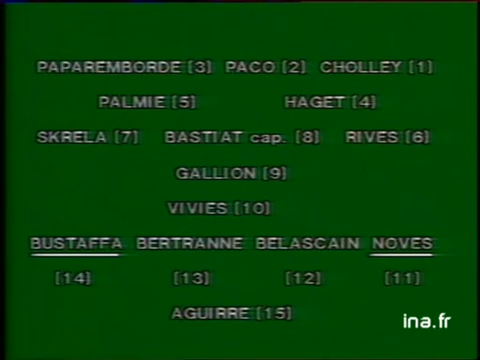 PAPAREMBORDE [3] PACO [2] CHOLLEY [1]
PALMIE [5] HAGET [4]
SKRELA [7] BASTIAT cap. [8] RIVES [6]
GALLION [9]
VIVIES [10]
BUSTAFFA BERTRANNE BELASCAIN NOVES
[14] [13] [12] [11]
AGUIRRE [15]
ina.fr